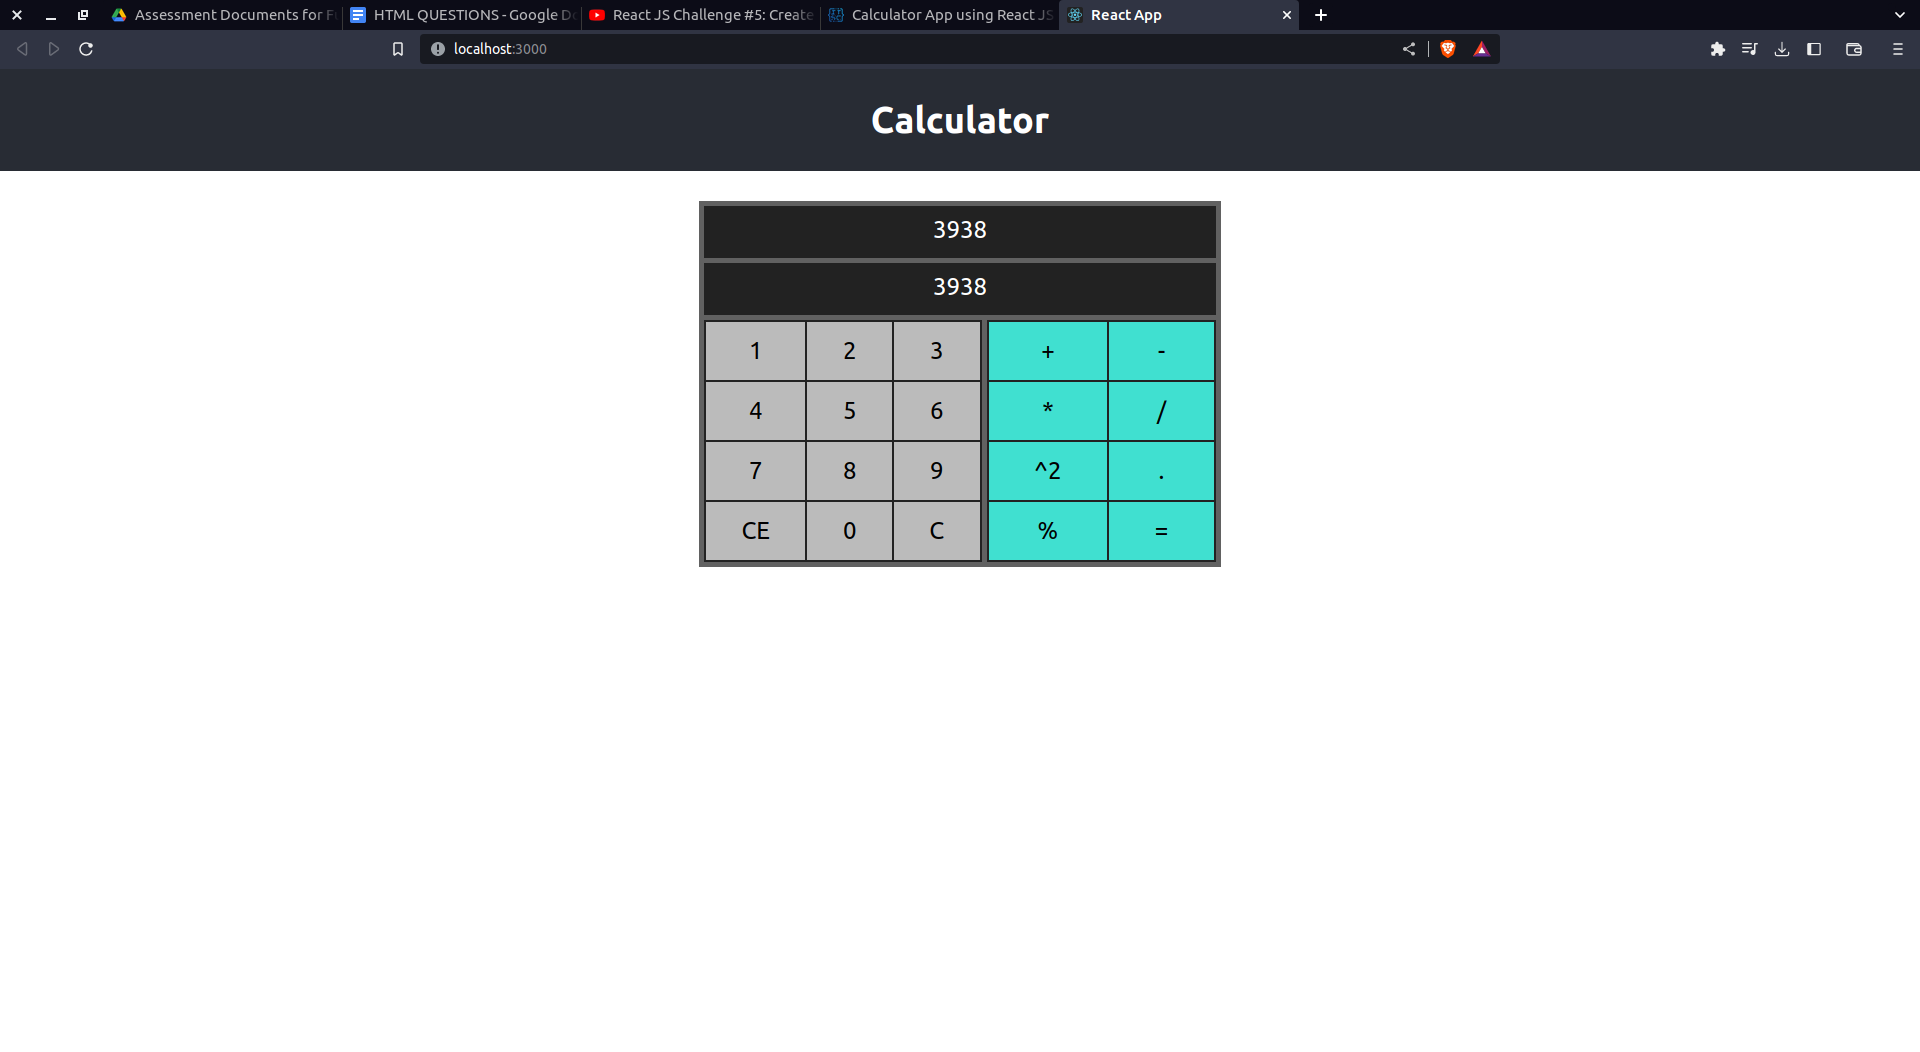 Assessment Documents for F
HTML QUESTIONS - Google D
React JS Challenge #5: Create
Calculator App using React JS
React App
localhost:3000
Calculator
3938
3938
1 2 3 + -
4 5 6 * /
7 8 9 ^2 .
CE 0 C % =